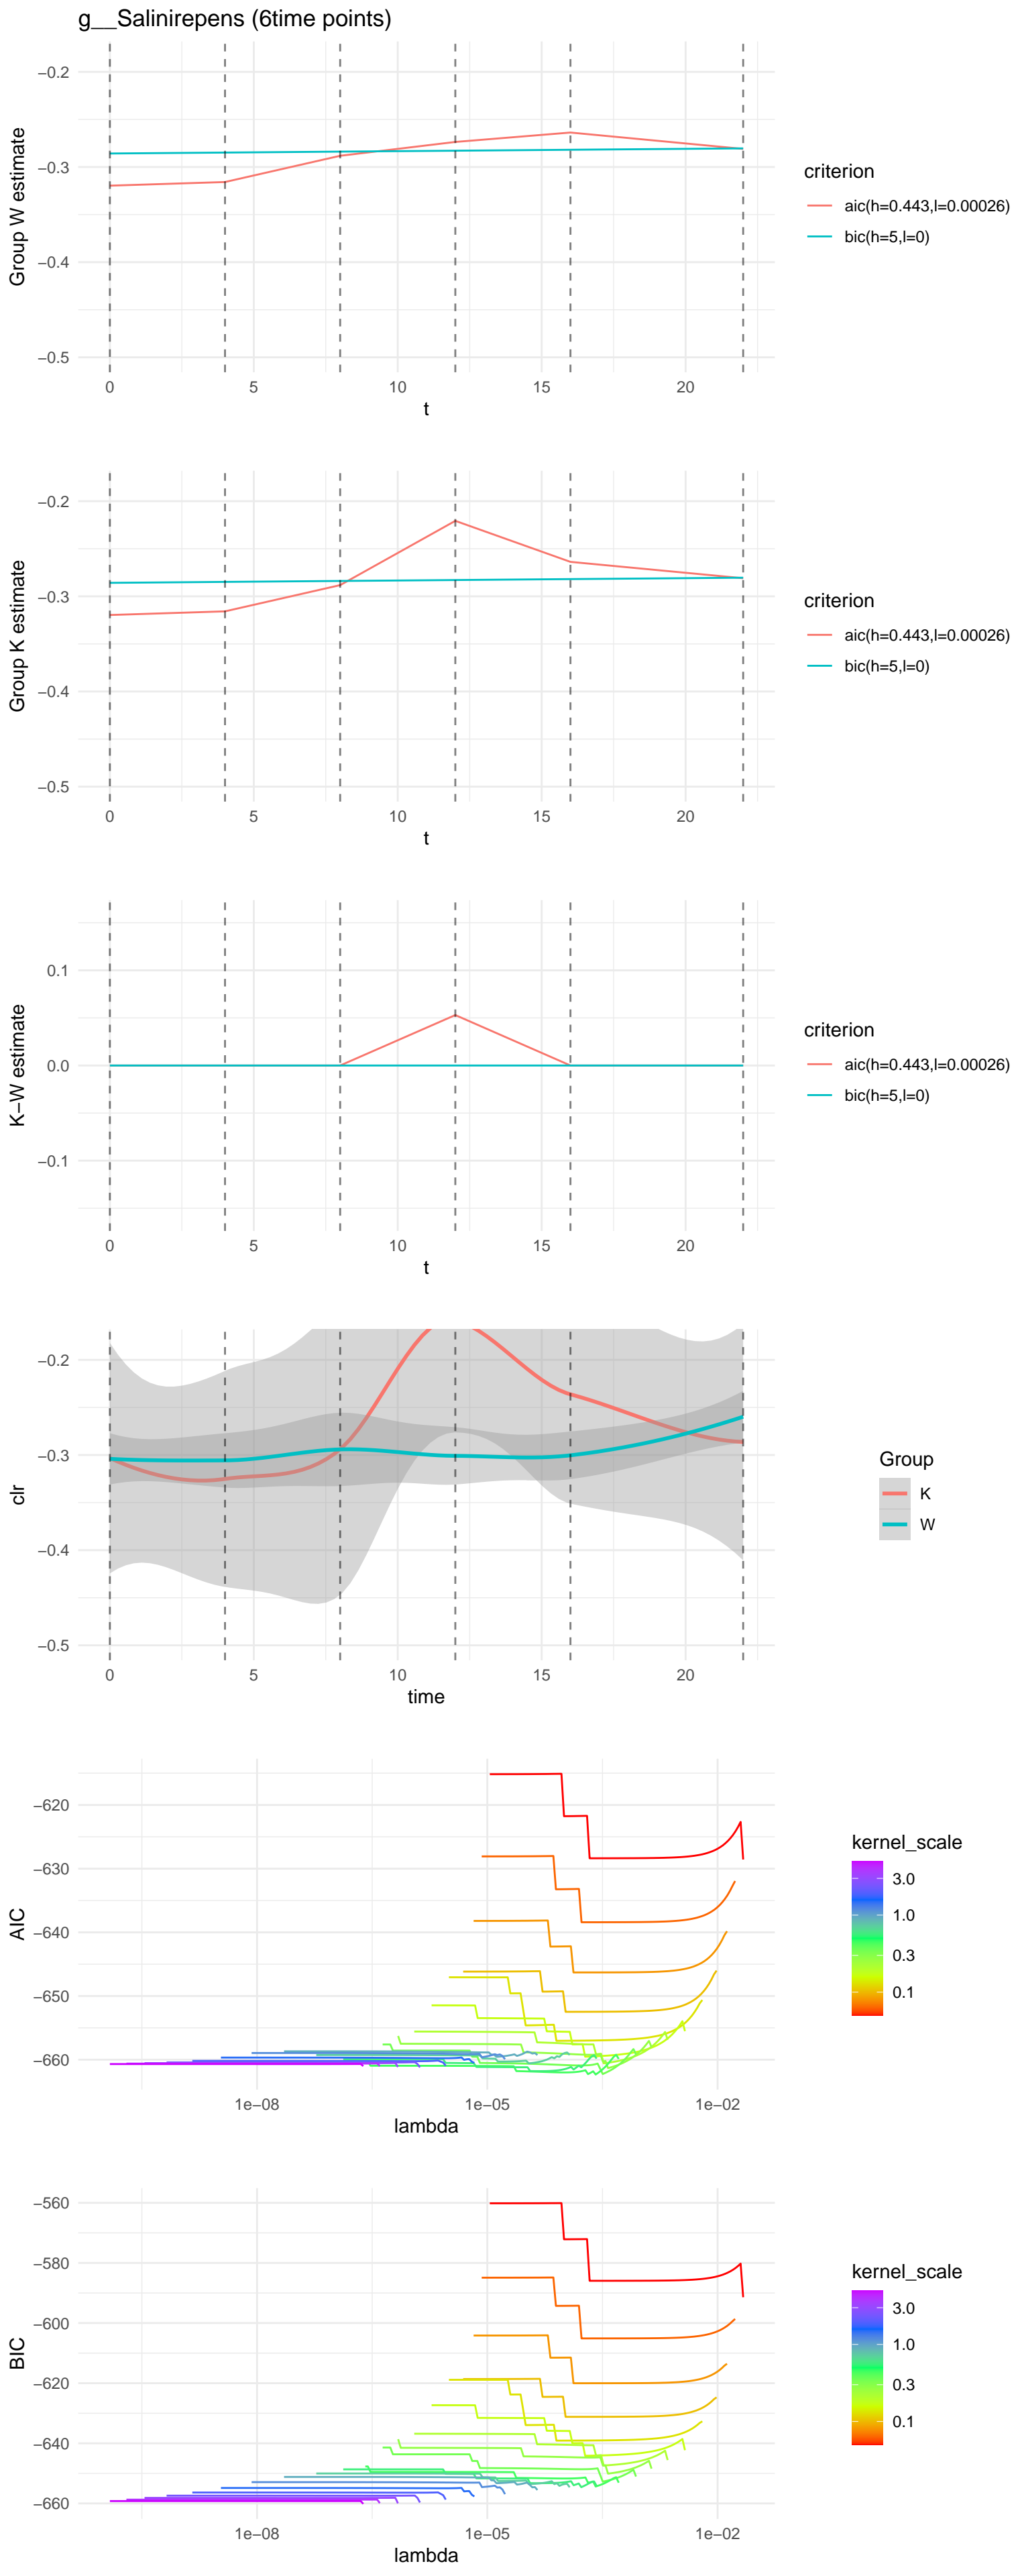 g__Salinirepens (6time points)
Group W estimate
−0.2
−0.3
−0.4
−0.5
0 5 10 15 20
t
criterion
aic(h=0.443,l=0.00026)
bic(h=5,l=0)
Group K estimate
−0.2
−0.3
−0.4
−0.5
0 5 10 15 20
t
criterion
aic(h=0.443,l=0.00026)
bic(h=5,l=0)
K−W estimate
0.1
0.0
−0.1
0 5 10 15 20
t
criterion
aic(h=0.443,l=0.00026)
bic(h=5,l=0)
clr
−0.2
−0.3
−0.4
−0.5
0 5 10 15 20
time
Group
K
W
AIC
−620
−630
−640
−650
−660
1e−08 1e−05 1e−02
lambda
kernel_scale
3.0
1.0
0.3
0.1
BIC
−560
−580
−600
−620
−640
−660
1e−08 1e−05 1e−02
lambda
kernel_scale
3.0
1.0
0.3
0.1